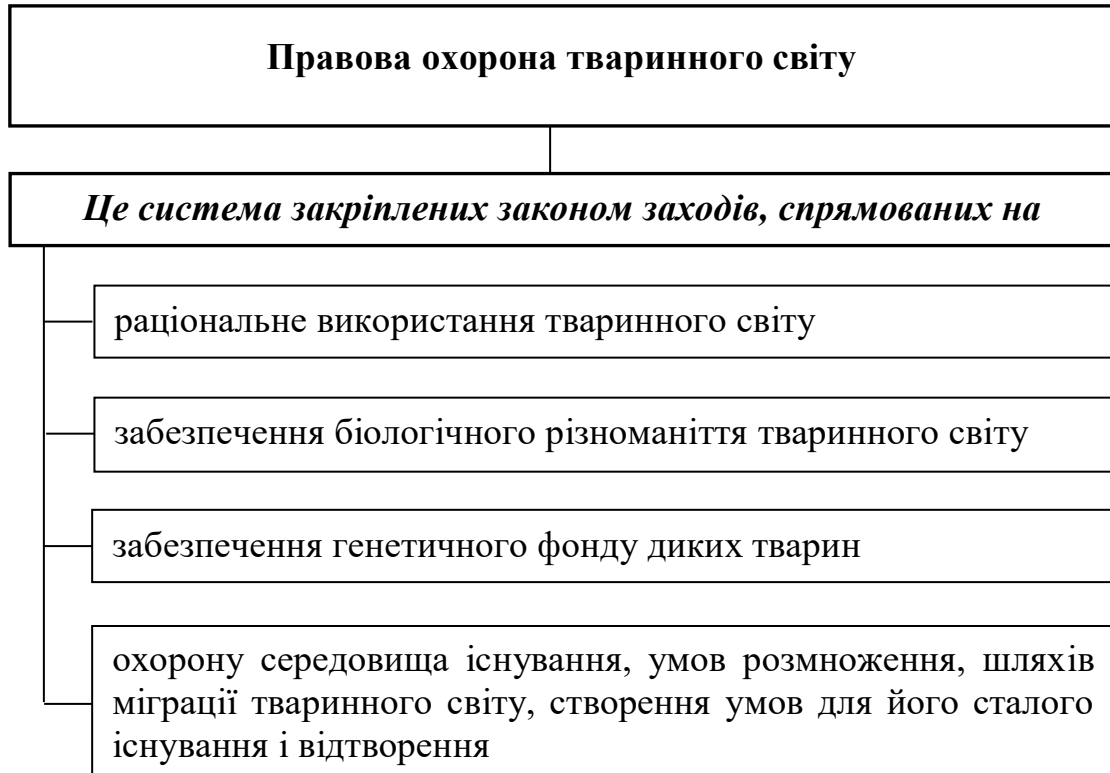 Правова охорона тваринного світу
Це система закріплених законом заходів, спрямованих на
раціональне використання тваринного світу
забезпечення біологічного різноманіття тваринного світу
забезпечення генетичного фонду диких тварин
охорону середовища існування, умов розмноження, шляхів
міграції тваринного світу, створення умов для його сталого
існування і відтворення